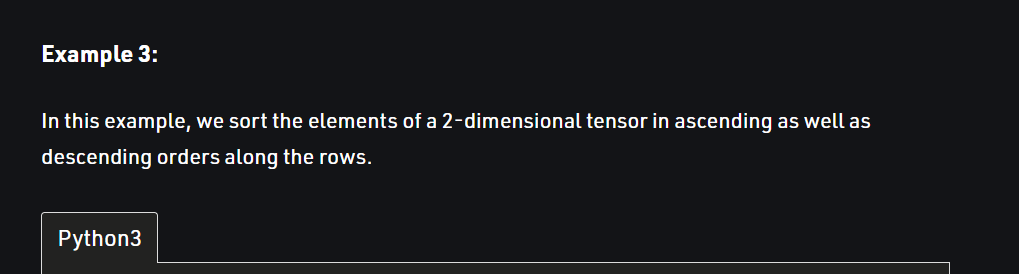 Example 3:
In this example, we sort the elements of a 2-dimensional tensor in ascending as well as
descending orders along the rows.
Python3